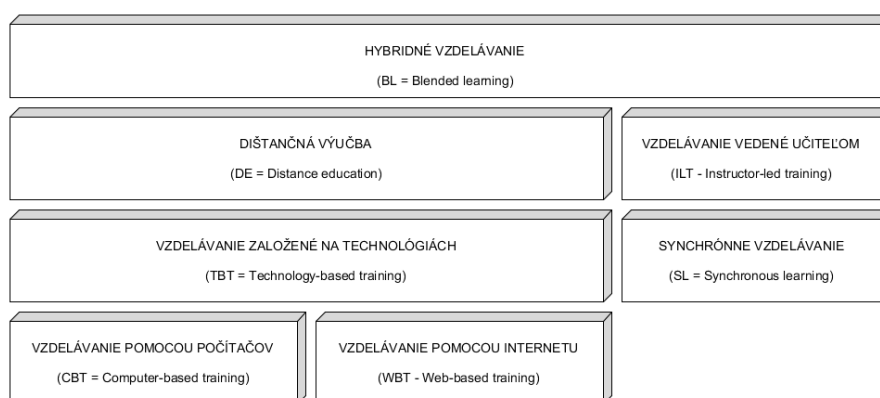 HYBRIDNÉ VZDELÁVANIE
(BL = Blended learning)
DIŠTANČNÁ VÝUČBA
(DE = Distance education)
VZDELÁVANIE VEDENÉ UČITEĽOM
(ILT - Instructor-led training)
VZDELÁVANIE ZALOŽENÉ NA TECHNOLÓGIÁCH
(TBT = Technology-based training)
SYNCHRÓNNE VZDELÁVANIE
(SL = Synchronous learning)
VZDELÁVANIE POMOCOU POČÍTAČOV
(CBT = Computer-based training)
VZDELÁVANIE POMOCOU INTERNETU
(WBT - Web-based training)